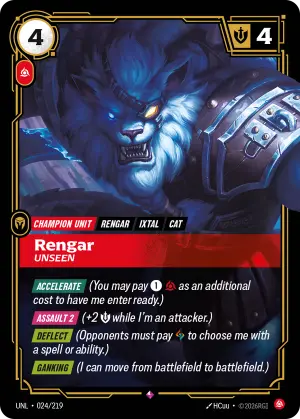 4
4
CHAMPION UNIT RENGAR IXTAL CAT
Rengar
UNSEEN
ACCELERATE (You may pay 1 as an additional
cost to have me enter ready.)
ASSAULT 2 (+2 while I'm an attacker.)
DEFLECT (Opponents must pay to choose me with
a spell or ability.)
GANKING (I can move from battlefield to battlefield.)
UNL • 024/219 HCuu ©2026RGI